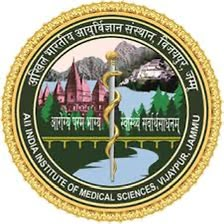 अखिल भारतीय आयुर्विज्ञान संस्थान, विजयपुर, जम्मू
आरोग्यं परमं भाग्यं
स्वास्थ्यं सर्वार्थसाधनम्
ALL INDIA INSTITUTE OF MEDICAL SCIENCES, VIJAYPUR, JAMMU